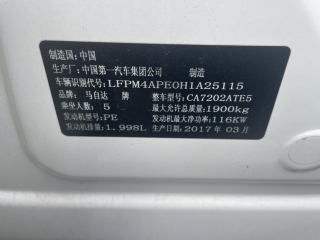 制造国：中国
生产厂：中国第一汽车集团公司 制造
车辆识别代号：LFPM4APE0H1A25115
品牌：马自达 牌 整车型号：CA7202ATE5
乘坐人数：5 最大允许总质量：1900kg
发动机型号：PE 发动机最大净功率：116KW
发动机排量：1.998L 生产日期：2017年 03月